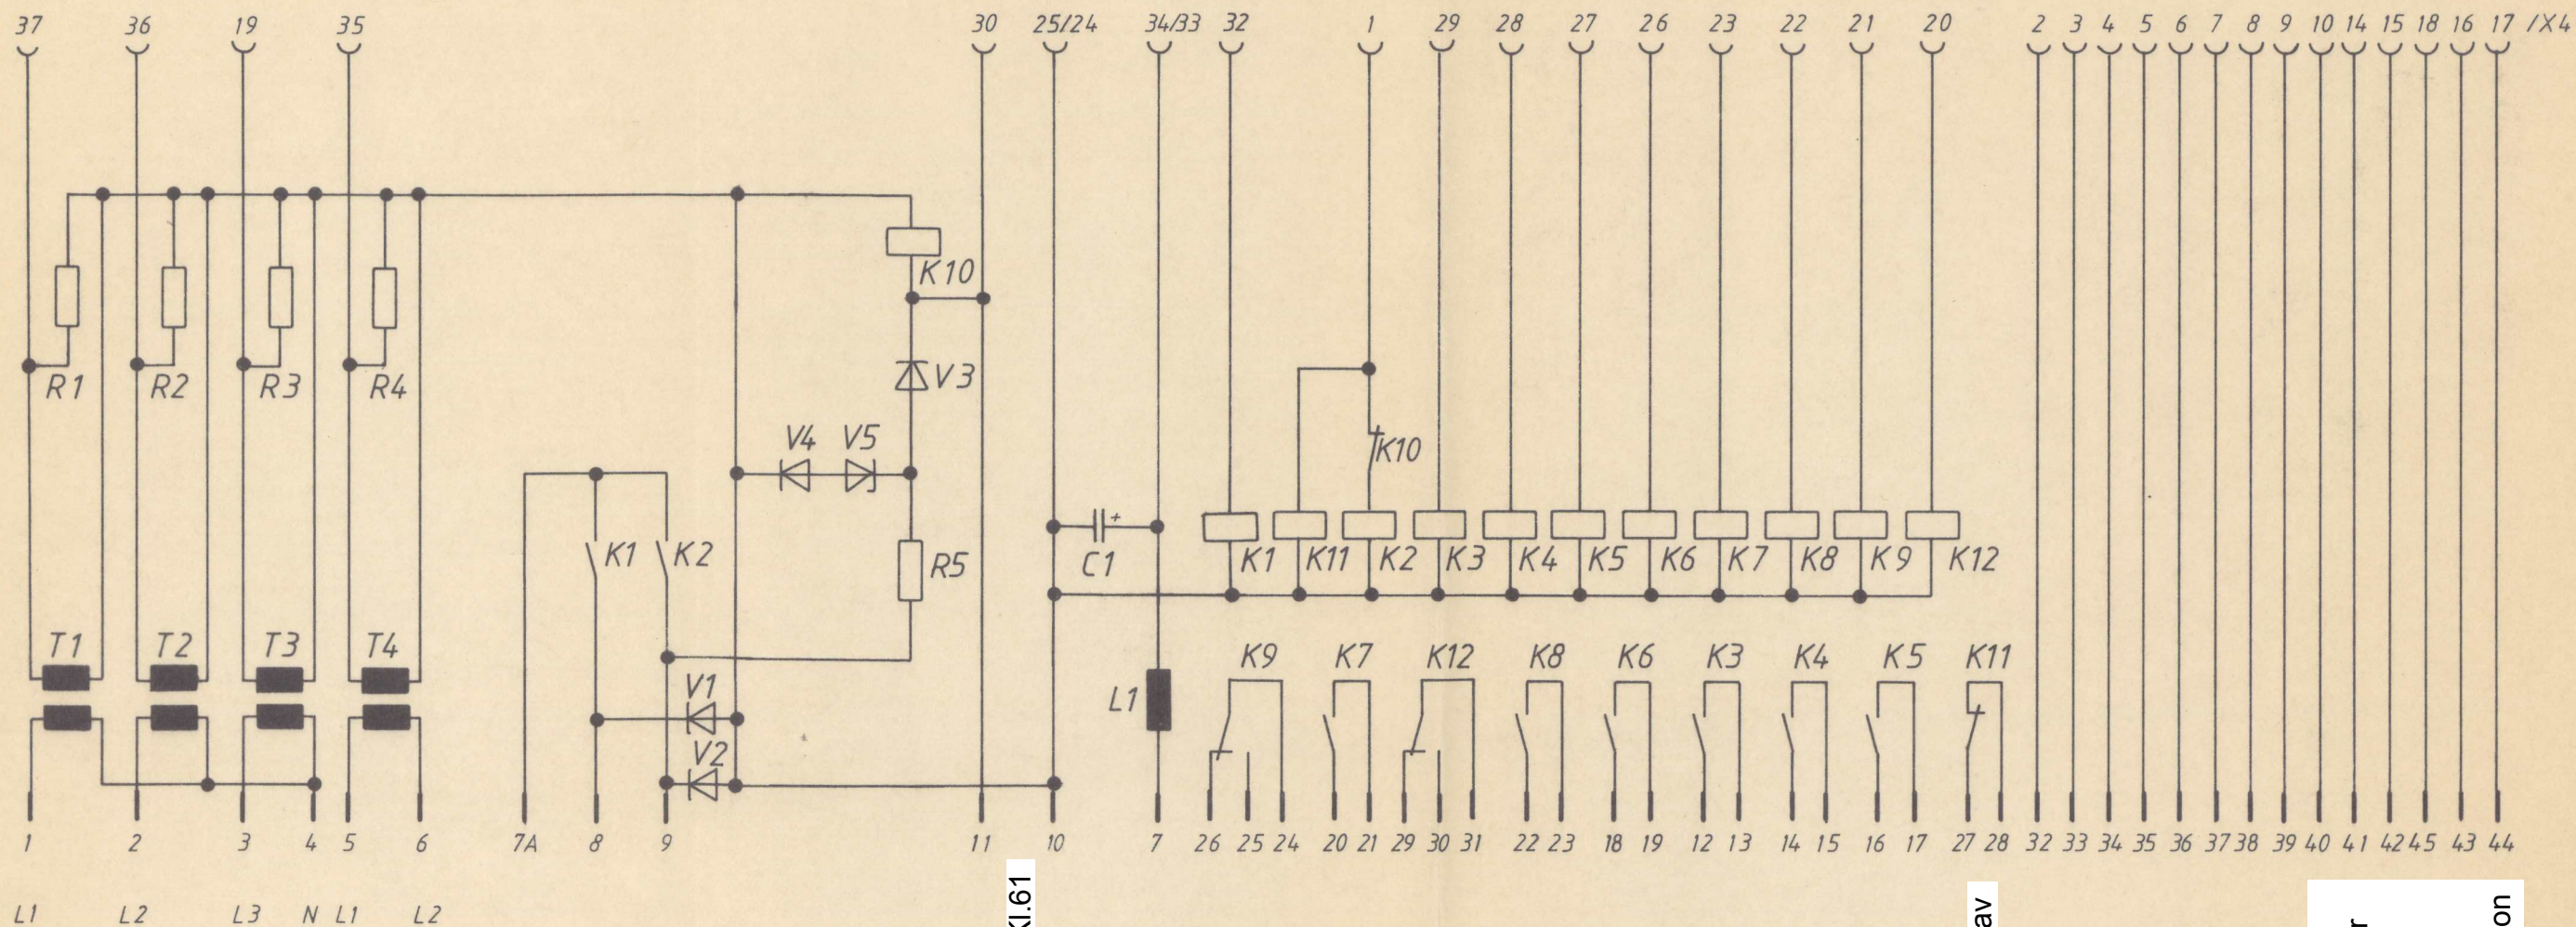 37 36 19 35 30 25/24 34/33 32 1 29 28 27 26 23 22 21 20 2 3 4 5 6 7 8 9 10 14 15 18 16 17 /X4
K10
R1 R2 R3 R4 V3
V4 V5 K10
K1 K2 R5 C1 + K1 K11 K2 K3 K4 K5 K6 K7 K8 K9 K12
T1 T2 T3 T4 K9 K7 K12 K8 K6 K3 K4 K5 K11
V1 L1
V2
1 2 3 4 5 6 7A 8 9 11 10 7 26 25 24 20 21 29 30 31 22 23 18 19 12 13 14 15 16 17 27 28 32 33 34 35 36 37 38 39 40 41 42 45 43 44
L1 L2 L3 N L1 L2
Kl.61
av
r
on